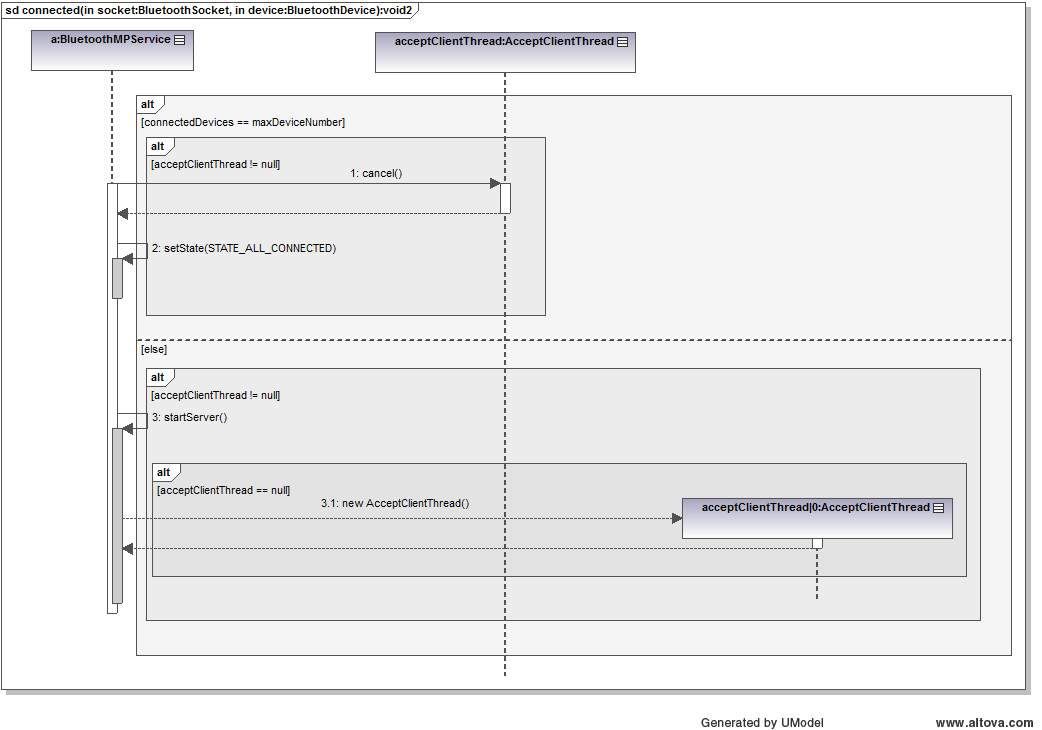 sd connected(in socket:BluetoothSocket, in device:BluetoothDevice):void2
a:BluetoothMPService
acceptClientThread:AcceptClientThread
alt
[connectedDevices == maxDeviceNumber]
alt
[acceptClientThread != null]
1: cancel()
2: setState(STATE_ALL_CONNECTED)
[else]
alt
[acceptClientThread != null]
3: startServer()
alt
[acceptClientThread == null]
3.1: new AcceptClientThread()
acceptClientThread|0:AcceptClientThread
Generated by UModel
www.altova.com